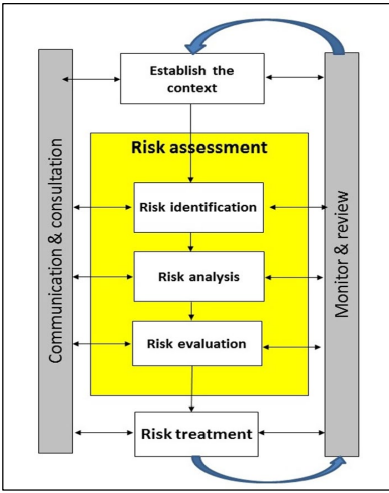 Establish the
context
Risk assessment
Risk identification
Risk analysis
Risk evaluation
Risk treatment
Communication & consultation
Monitor & review